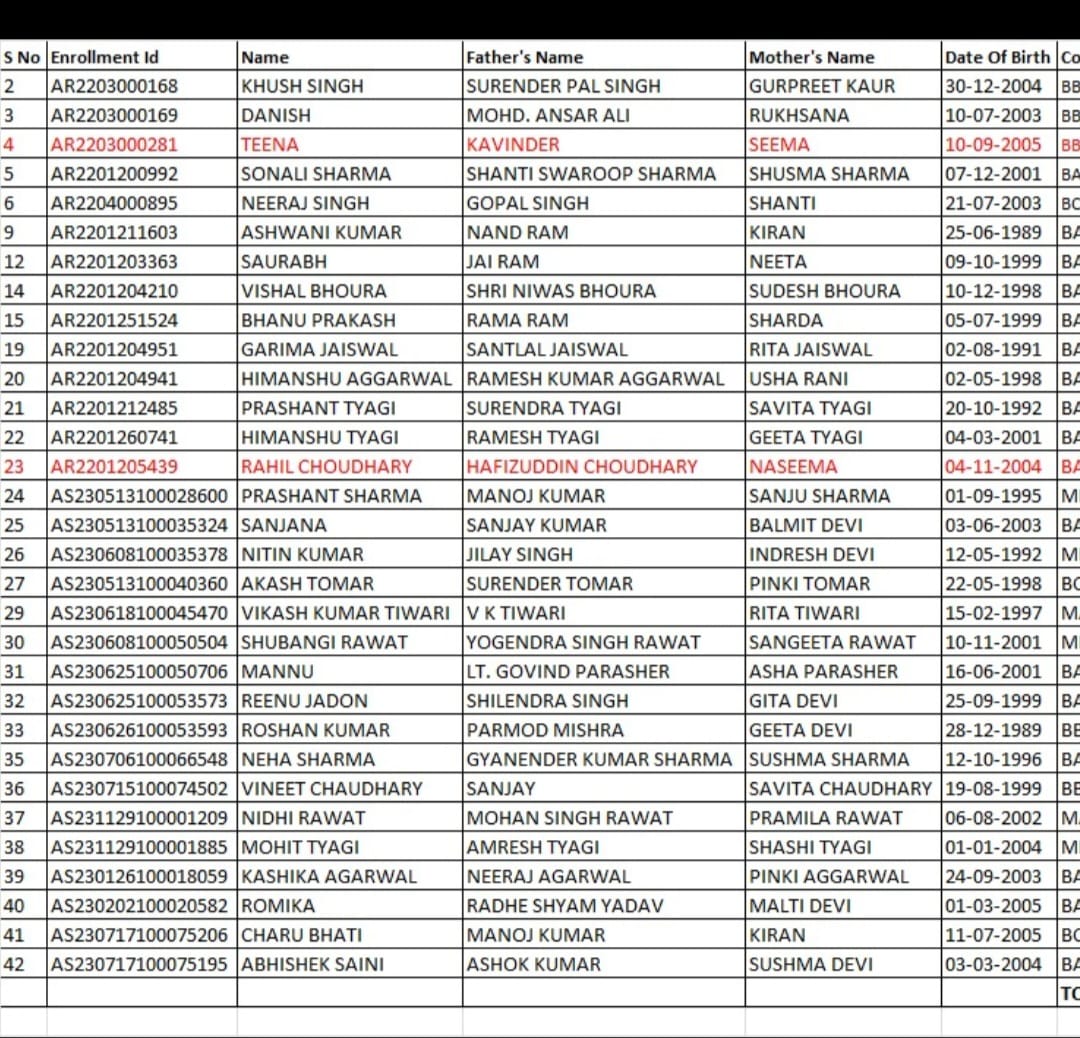 S No Enrollment Id Name Father's Name Mother's Name Date Of Birth Co
2 AR2203000168 KHUSH SINGH SURENDER PAL SINGH GURPREET KAUR 30-12-2004 BB
3 AR2203000169 DANISH MOHD. ANSAR ALI RUKHSANA 10-07-2003 BB
4 AR2203000281 TEENA KAVINDER SEEMA 10-09-2005 BB
5 AR2201200992 SONALI SHARMA SHANTI SWAROOP SHARMA SHUSMA SHARMA 07-12-2001 BA
6 AR2204000895 NEERAJ SINGH GOPAL SINGH SHANTI 21-07-2003 BC
9 AR2201211603 ASHWANI KUMAR NAND RAM KIRAN 25-06-1989 BA
12 AR2201203363 SAURABH JAI RAM NEETA 09-10-1999 BA
14 AR2201204210 VISHAL BHOURA SHRI NIWAS BHOURA SUDESH BHOURA 10-12-1998 BA
15 AR2201251524 BHANU PRAKASH RAMA RAM SHARDA 05-07-1999 BA
19 AR2201204951 GARIMA JAISWAL SANTLAL JAISWAL RITA JAISWAL 02-08-1991 BA
20 AR2201204941 HIMANSHU AGGARWAL RAMESH KUMAR AGGARWAL USHA RANI 02-05-1998 BA
21 AR2201212485 PRASHANT TYAGI SURENDRA TYAGI SAVITA TYAGI 20-10-1992 BA
22 AR2201260741 HIMANSHU TYAGI RAMESH TYAGI GEETA TYAGI 04-03-2001 BA
23 AR2201205439 RAHIL CHOUDHARY HAFIZUDDIN CHOUDHARY NASEEMA 04-11-2004 BA
24 AS230513100028600 PRASHANT SHARMA MANOJ KUMAR SANJU SHARMA 01-09-1995
25 AS230513100035324 SANJANA SANJAY KUMAR BALMIT DEVI 03-06-2003 BA
26 AS230608100035378 NITIN KUMAR JILAY SINGH INDRESH DEVI 12-05-1992
27 AS230513100040360 AKASH TOMAR SURENDER TOMAR PINKI TOMAR 22-05-1998 BC
29 AS230618100045470 VIKASH KUMAR TIWARI V K TIWARI RITA TIWARI 15-02-1997 MA
30 AS230608100050504 SHUBANGI RAWAT YOGENDRA SINGH RAWAT SANGEETA RAWAT 10-11-2001
31 AS230625100050706 MANNU LT. GOVIND PARASHER ASHA PARASHER 16-06-2001 BA
32 AS230625100053573 REENU JADON SHILENDRA SINGH GITA DEVI 25-09-1999 BA
33 AS230626100053593 ROSHAN KUMAR PARMOD MISHRA GEETA DEVI 28-12-1989
35 AS230706100066548 NEHA SHARMA GYANENDER KUMAR SHARMA SUSHMA SHARMA 12-10-1996 BA
36 AS230715100074502 VINEET CHAUDHARY SANJAY SAVITA CHAUDHARY 19-08-1999
37 AS231129100001209 NIDHI RAWAT MOHAN SINGH RAWAT PRAMILA RAWAT 06-08-2002 MA
38 AS231129100001885 MOHIT TYAGI AMRESH TYAGI SHASHI TYAGI 01-01-2004
39 AS230126100018059 KASHIKA AGARWAL NEERAJ AGARWAL PINKI AGGARWAL 24-09-2003 BA
40 AS230202100020582 ROMIKA RADHE SHYAM YADAV MALTI DEVI 01-03-2005 BA
41 AS230717100075206 CHARU BHATI MANOJ KUMAR KIRAN 11-07-2005 BC
42 AS230717100075195 ABHISHEK SAINI ASHOK KUMAR SUSHMA DEVI 03-03-2004 BA
TO